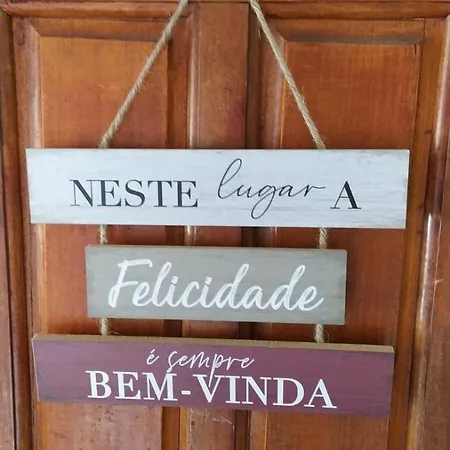 NESTE lugar A
Felicidade
é sempre
BEM-VINDA